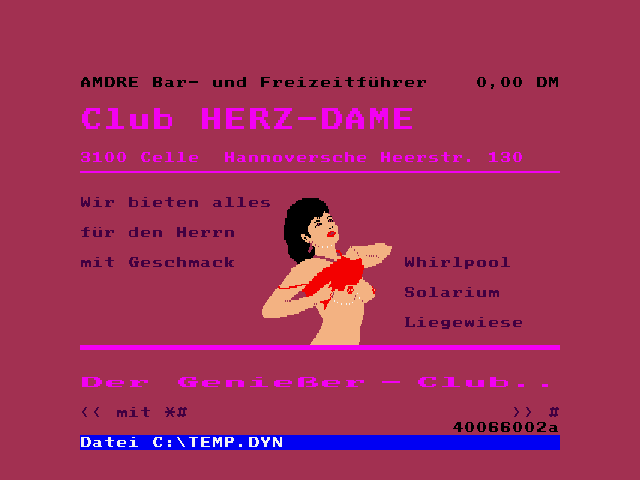 AMDRE Bar- und Freizeitführer 0,00 DM
Club HERZ-DAME
3100 Celle Hannoversche Heerstr. 130
Wir bieten alles
für den Herrn
mit Geschmack
Whirlpool
Solarium
Liegewiese
Der Genießer - Club..
<< mit *# >> #
40066002a
Datei C:\TEMP.DYN